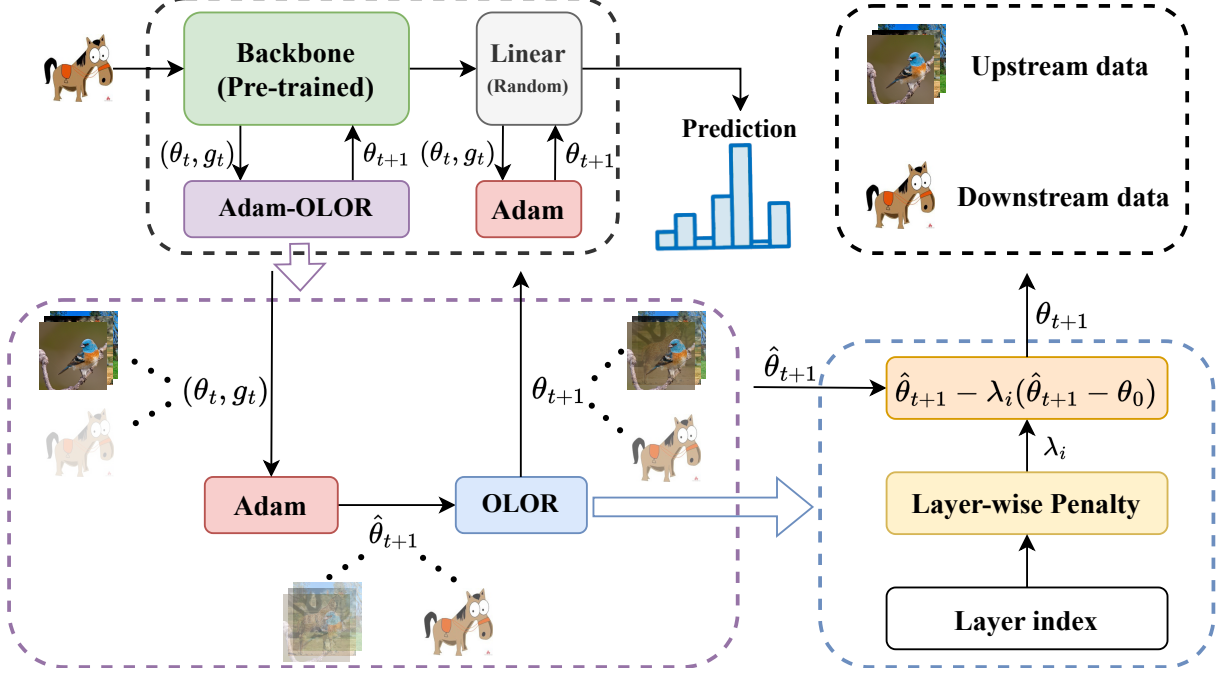 Backbone
(Pre-trained)
Linear
(Random)
(θ_t, g_t)
θ_{t+1}
(θ_t, g_t)
θ_{t+1}
Adam-OLOR
Adam
Prediction
Upstream data
Downstream data
(θ_t, g_t)
θ_{t+1}
Adam
OLOR
θ̂_{t+1}
θ̂_{t+1}
θ_{t+1}
θ̂_{t+1} − λ_i(θ̂_{t+1} − θ_0)
λ_i
Layer-wise Penalty
Layer index